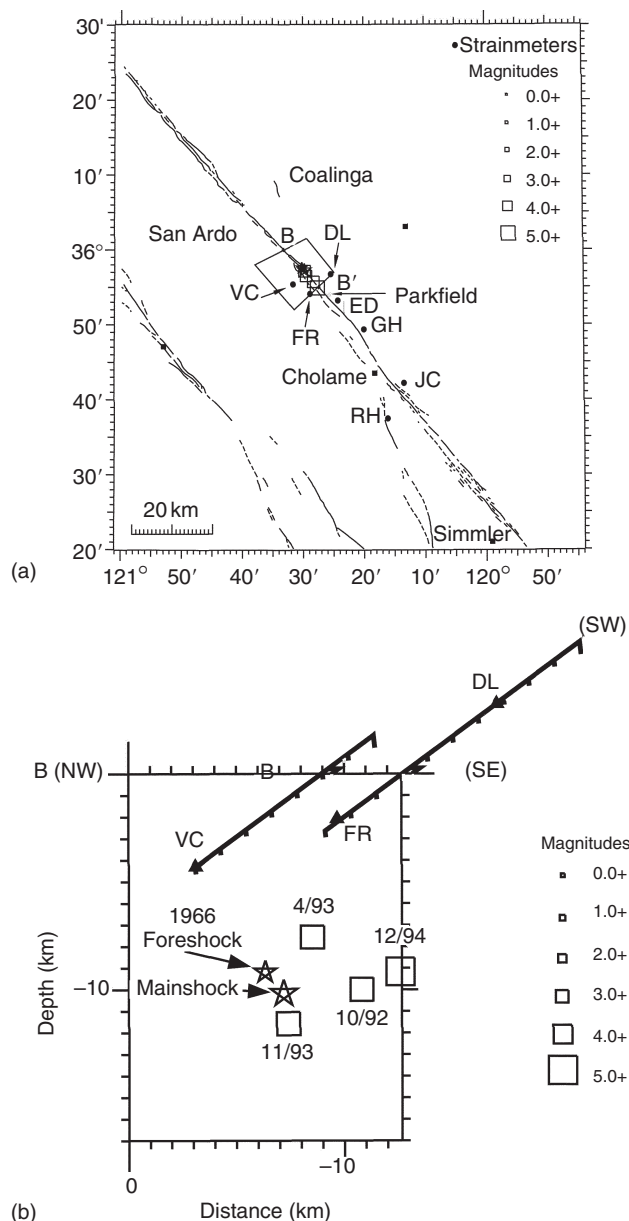 30′
20′
10′
36°
50′
40′
30′
20′
121°
50′
40′
30′
20′
10′
120°
50′
Strainmeters
Magnitudes
0.0+
1.0+
2.0+
3.0+
4.0+
5.0+
Coalinga
San Ardo
B
DL
VC
B′
Parkfield
ED
FR
GH
Cholame
JC
RH
20 km
Simmler
(a)
(SW)
DL
B (NW)
B
(SE)
VC
FR
Magnitudes
0.0+
1.0+
2.0+
3.0+
4.0+
5.0+
4/93
1966
Foreshock
12/94
Mainshock
10/92
11/93
Depth (km)
−10
0
−10
Distance (km)
(b)